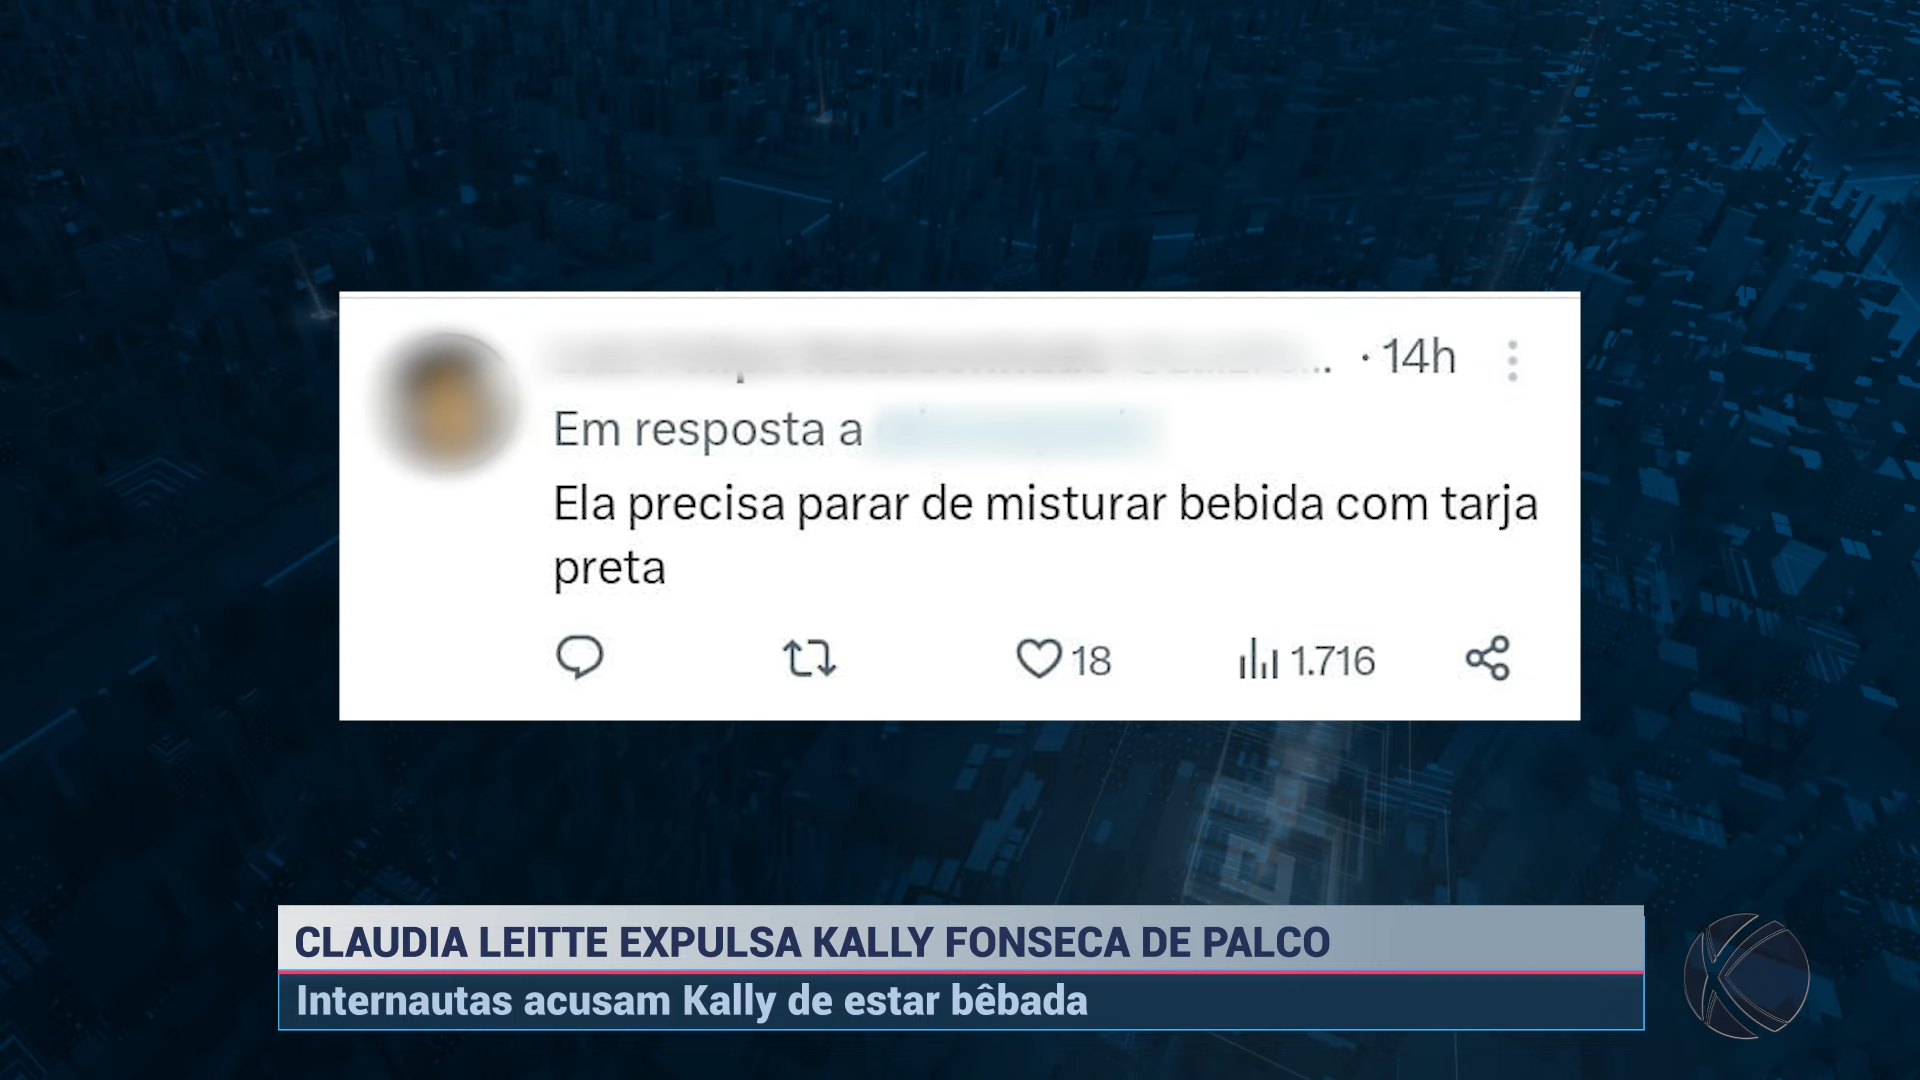 · 14h
Em resposta a
Ela precisa parar de misturar bebida com tarja
preta
18
1.716
CLAUDIA LEITTE EXPULSA KALLY FONSECA DE PALCO
Internautas acusam Kally de estar bêbada